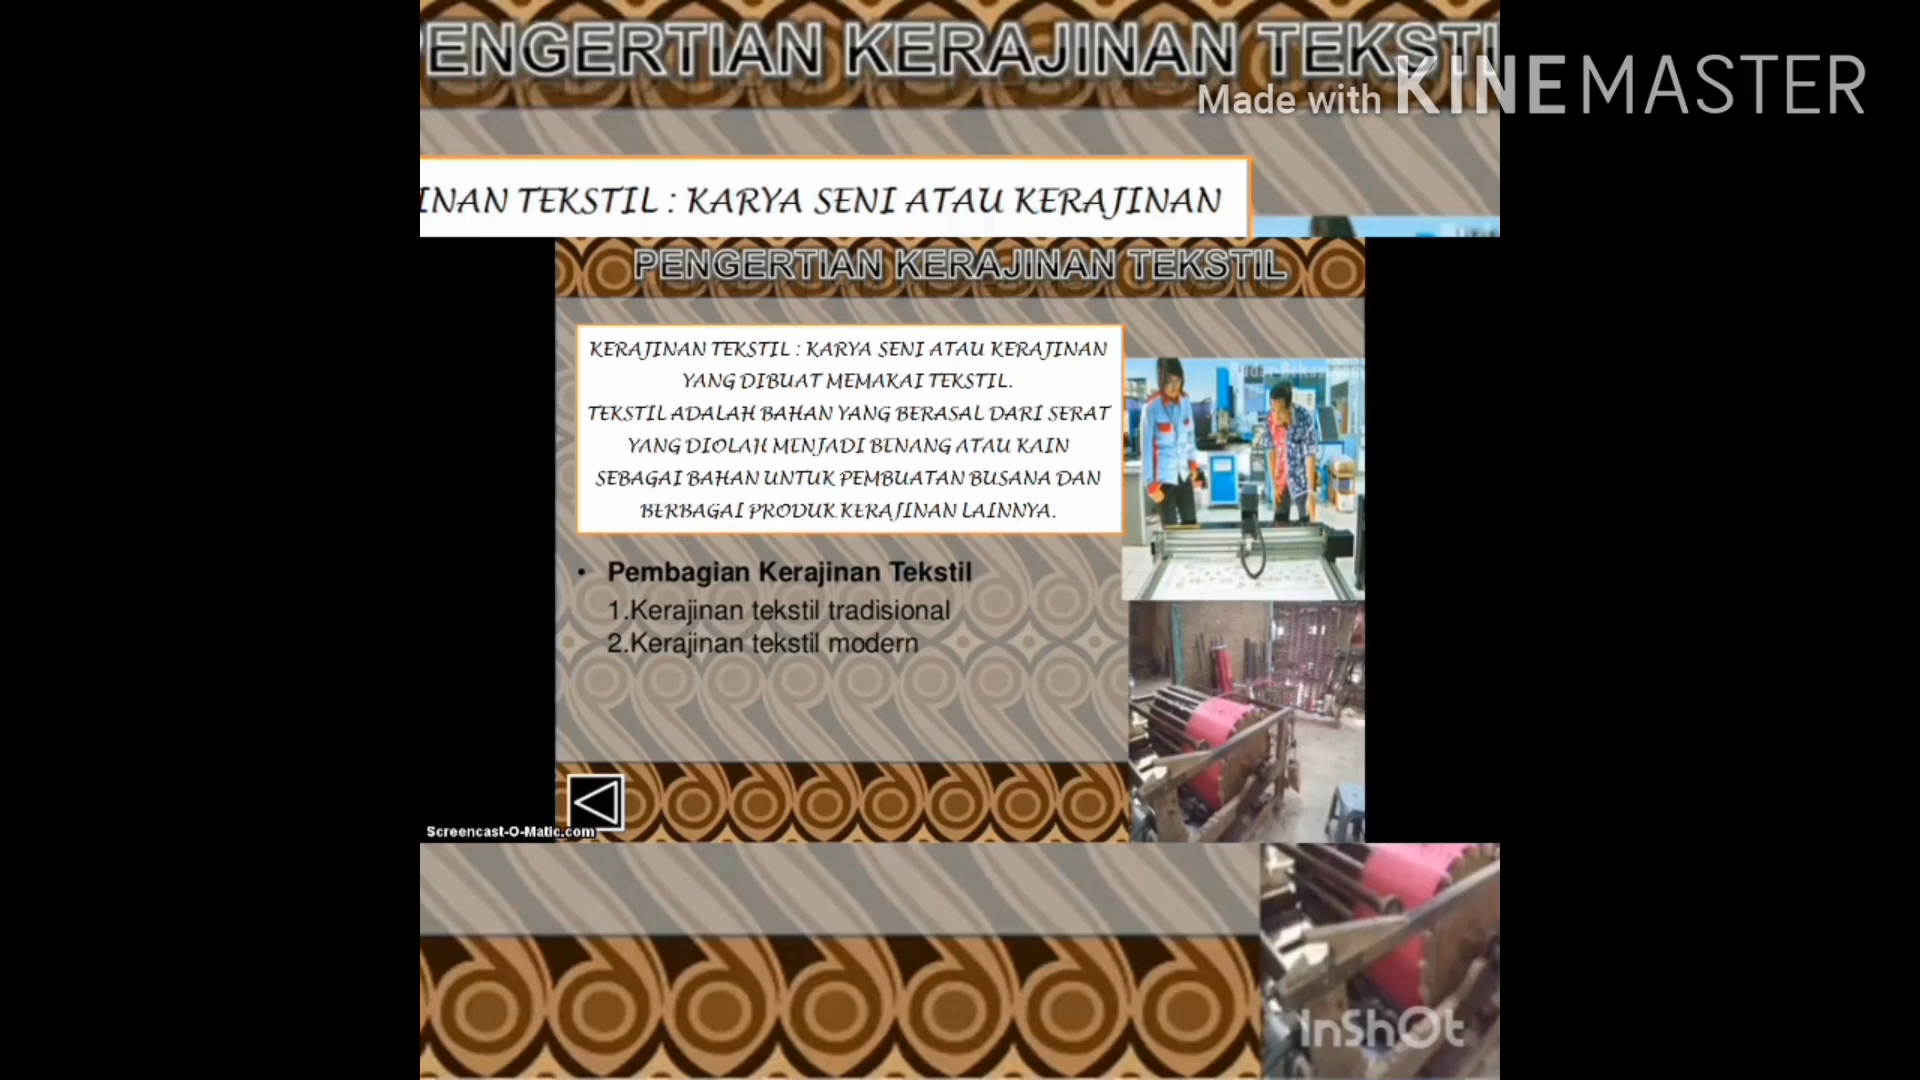 PENGERTIAN KERAJINAN TEKSTI
Made with KINEMASTER
INAN TEKSTIL : KARYA SENI ATAU KERAJINAN
PENGERTIAN KERAJINAN TEKSTIL
KERAJINAN TEKSTIL : KARYA SENI ATAU KERAJINAN
YANG DIBUAT MEMAKAI TEKSTIL.
TEKSTIL ADALAH BAHAN YANG BERASAL DARI SERAT
YANG DIOLAH MENJADI BENANG ATAU KAIN
SEBAGAI BAHAN UNTUK PEMBUATAN BUSANA DAN
BERBAGAI PRODUK KERAJINAN LAINNYA.
• Pembagian Kerajinan Tekstil
1.Kerajinan tekstil tradisional
2.Kerajinan tekstil modern
Screencast-O-Matic.com
InShOt